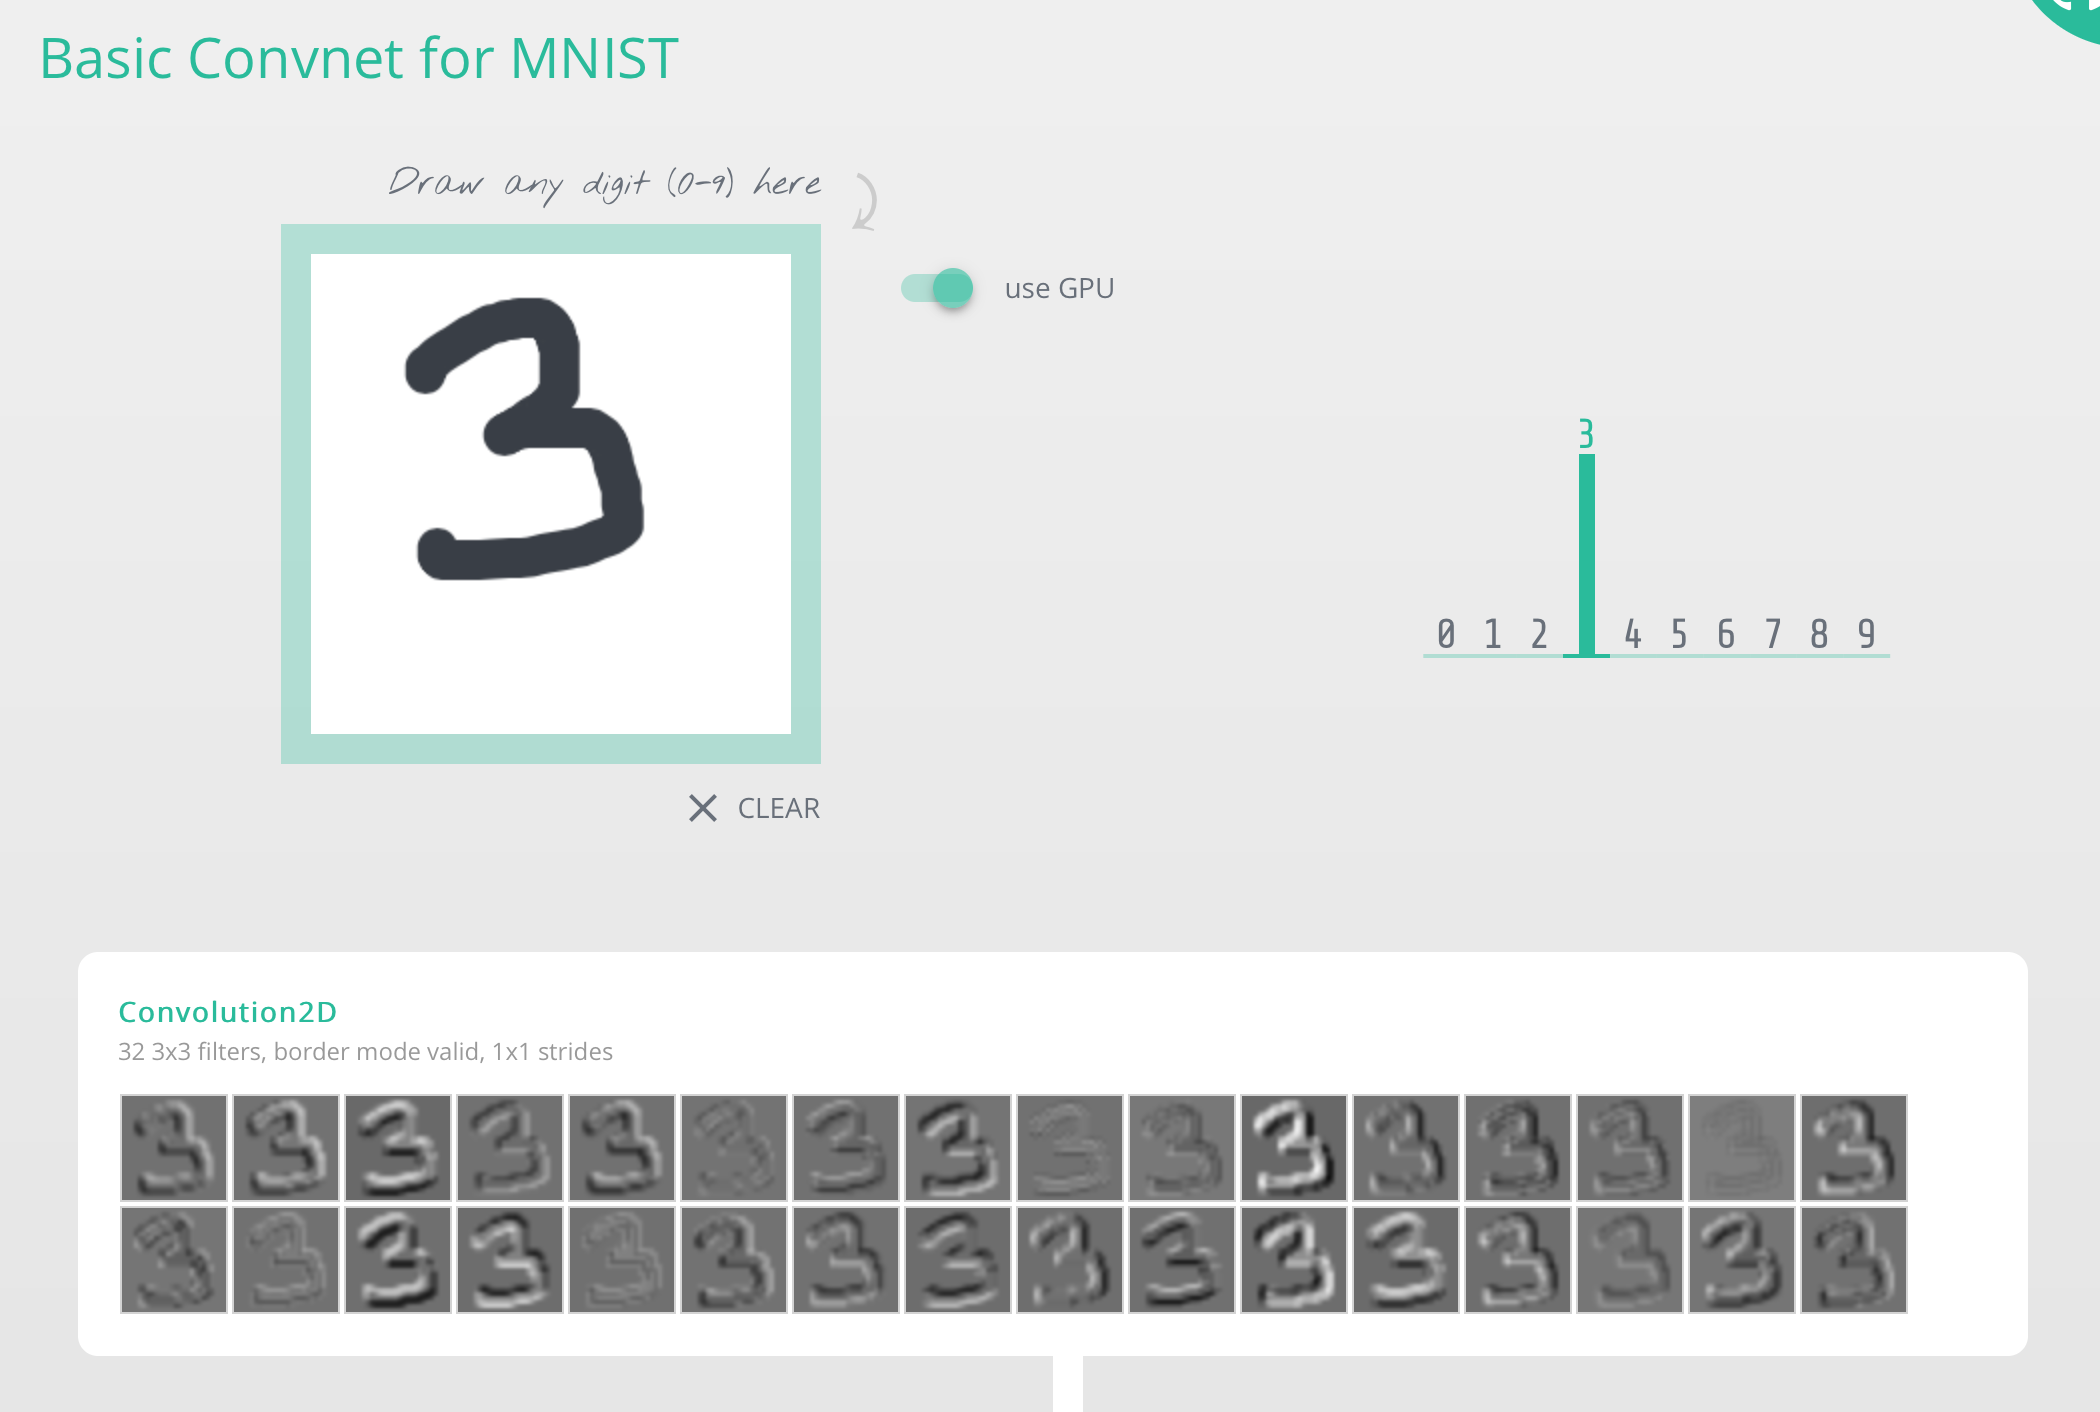 Basic Convnet for MNIST
Draw any digit (0-9) here
3
use GPU
3
0 1 2 4 5 6 7 8 9
CLEAR
Convolution2D
32 3x3 filters, border mode valid, 1x1 strides